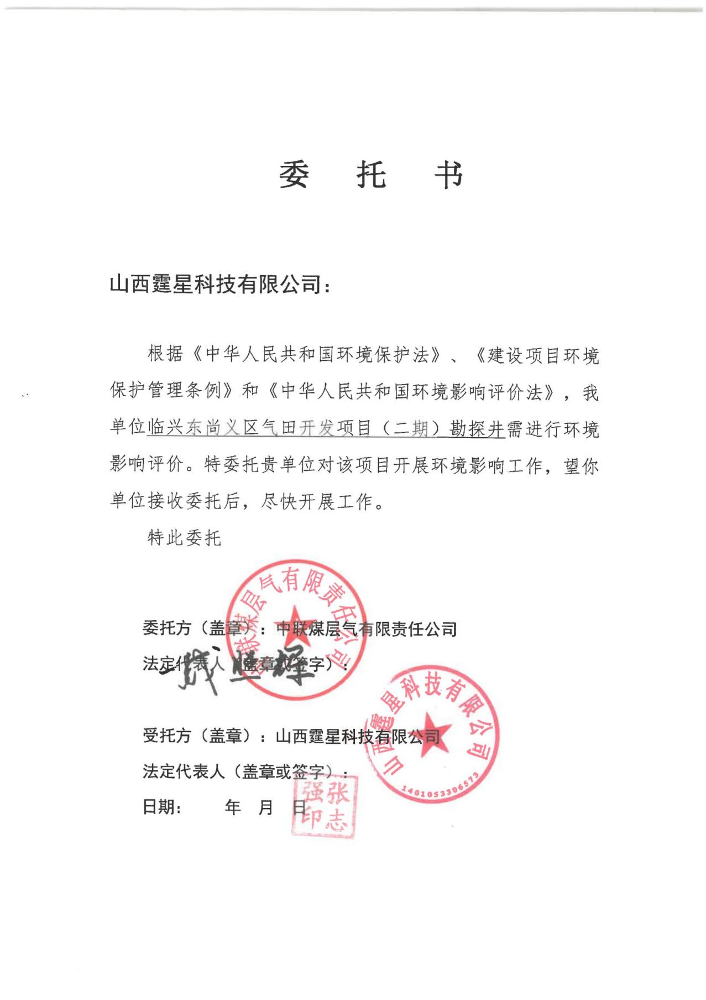 委 托 书
山西霆星科技有限公司：
根据《中华人民共和国环境保护法》、《建设项目环境
保护管理条例》和《中华人民共和国环境影响评价法》，我
单位临兴东尚义区气田开发项目（二期）勘探井需进行环境
影响评价。特委托贵单位对该项目开展环境影响工作，望你
单位接收委托后，尽快开展工作。
特此委托
中联煤层气有限责任公司
委托方（盖章）：中联煤层气有限责任公司
法定代表人（盖章或签字）：
戴照辉
山西霆星科技有限公司
1401053306573
受托方（盖章）：山西霆星科技有限公司
法定代表人（盖章或签字）：
张志强印
日期： 年 月 日